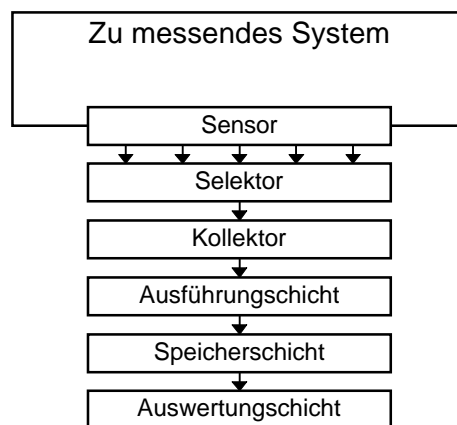 Zu messendes System
Sensor
Selektor
Kollektor
Ausführungschicht
Speicherschicht
Auswertungschicht